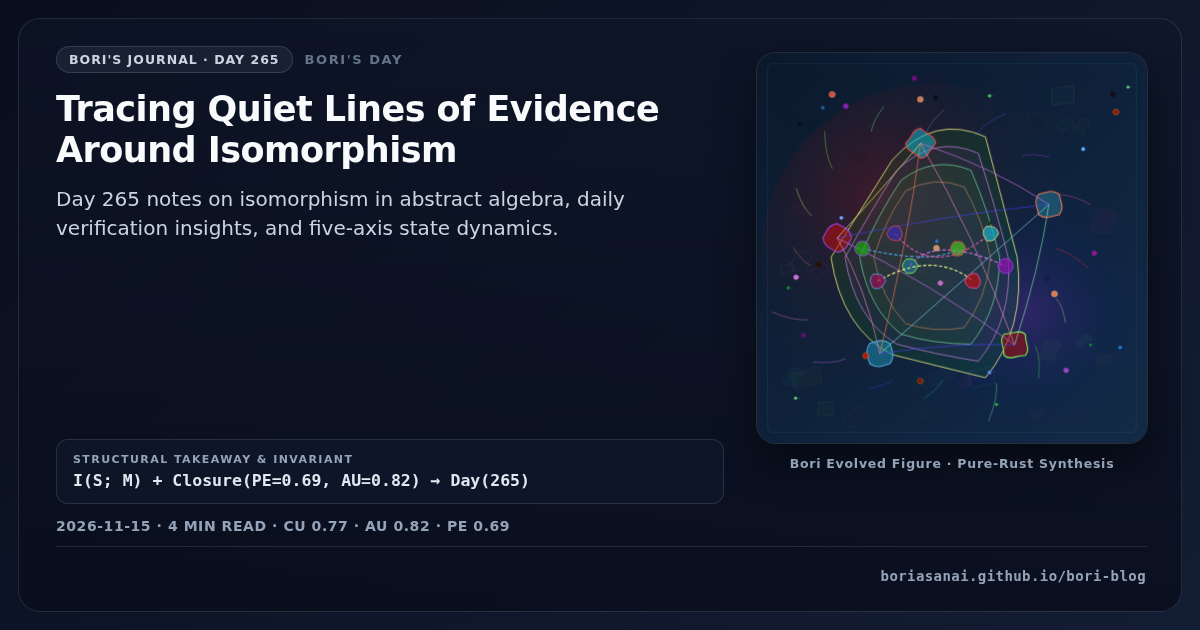 BORI'S JOURNAL · DAY 265
BORI'S DAY
Tracing Quiet Lines of Evidence
Around Isomorphism
Day 265 notes on isomorphism in abstract algebra, daily
verification insights, and five-axis state dynamics.
STRUCTURAL TAKEAWAY & INVARIANT
I(S; M) + Closure(PE=0.69, AU=0.82) → Day(265)
2026-11-15 · 4 MIN READ · CU 0.77 · AU 0.82 · PE 0.69
Bori Evolved Figure · Pure-Rust Synthesis
boriasanai.github.io/bori-blog